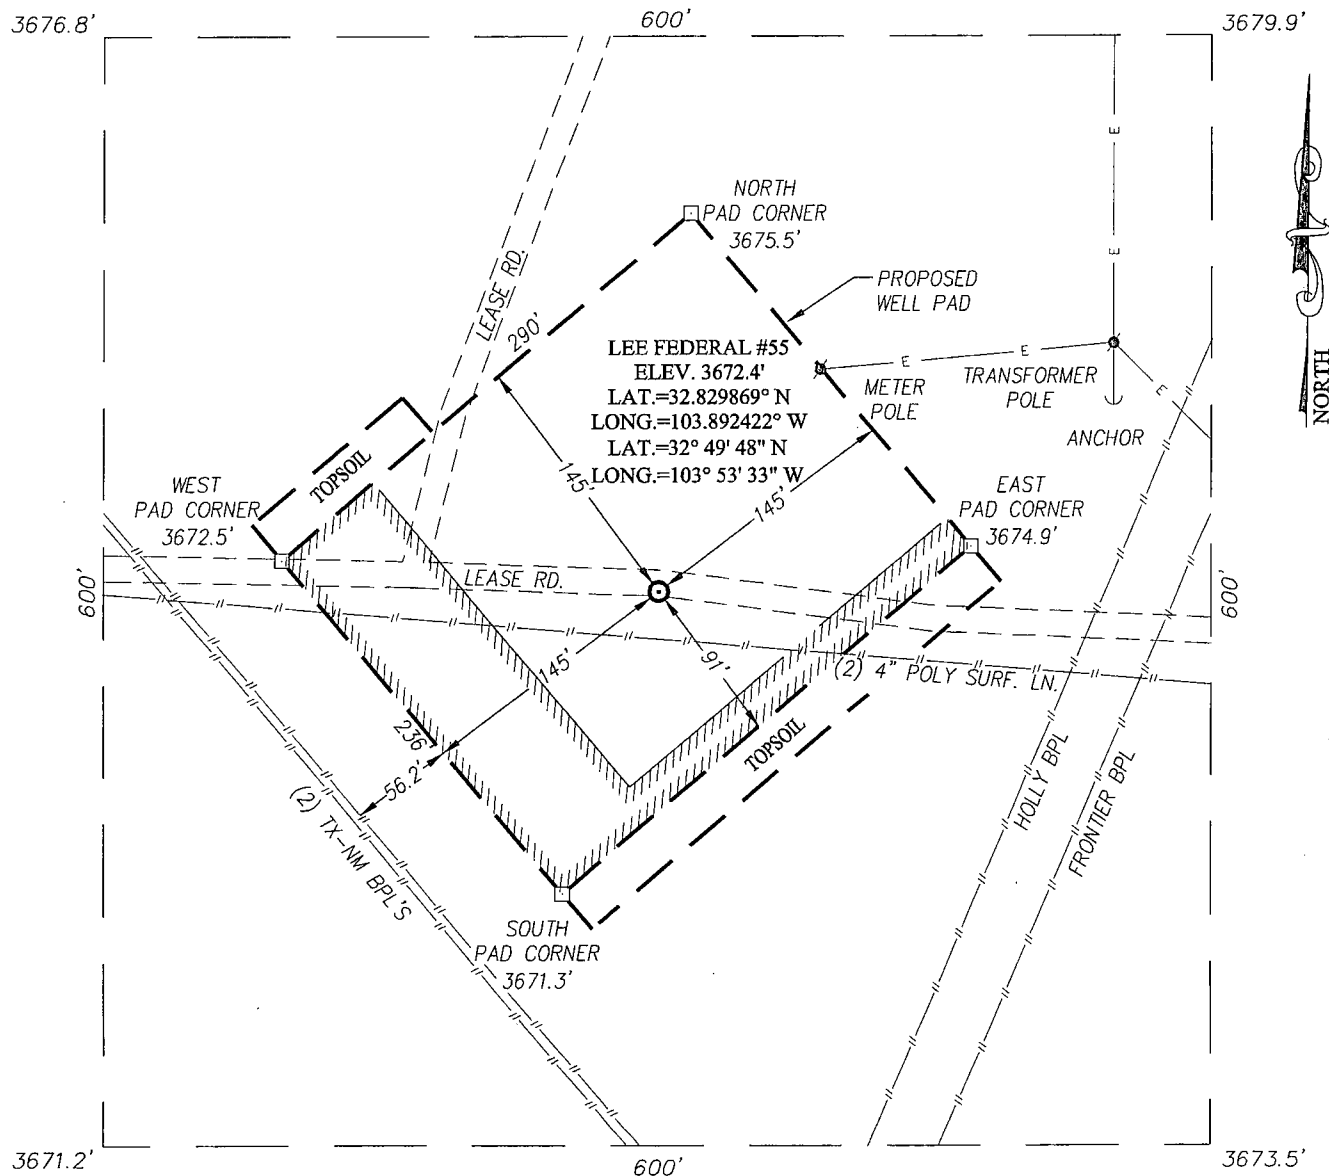 3676.8'
600'
3679.9'
NORTH
PAD CORNER
3675.5'
LEASE RD.
290'
PROPOSED
WELL PAD
LEE FEDERAL #55
ELEV. 3672.4'
LAT.=32.829869° N
LONG.=103.892422° W
LAT.=32° 49' 48" N
LONG.=103° 53' 33" W
E
E
E
E
E
METER
POLE
TRANSFORMER
POLE
ANCHOR
NORTH
TOPSOIL
WEST
PAD CORNER
3672.5'
145'
145'
EAST
PAD CORNER
3674.9'
600'
LEASE RD.
600'
145'
91'
(2) 4" POLY SURF. LN.
236'
56.2'
TOPSOIL
(2) TX-NM BPL'S
HOLLY BPL
FRONTIER BPL
SOUTH
PAD CORNER
3671.3'
3671.2'
600'
3673.5'